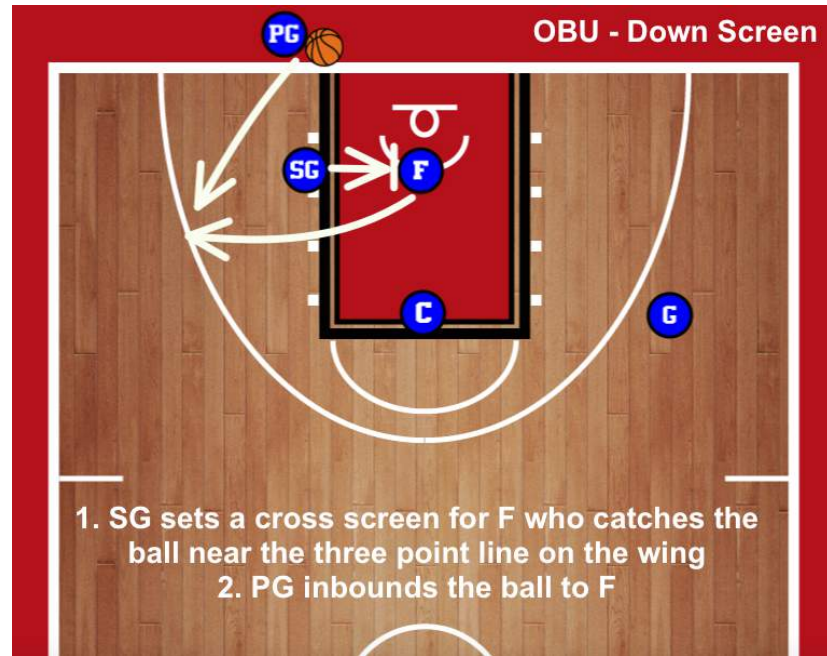 PG
OBU - Down Screen
SG
F
C
G
1. SG sets a cross screen for F who catches the
ball near the three point line on the wing
2. PG inbounds the ball to F